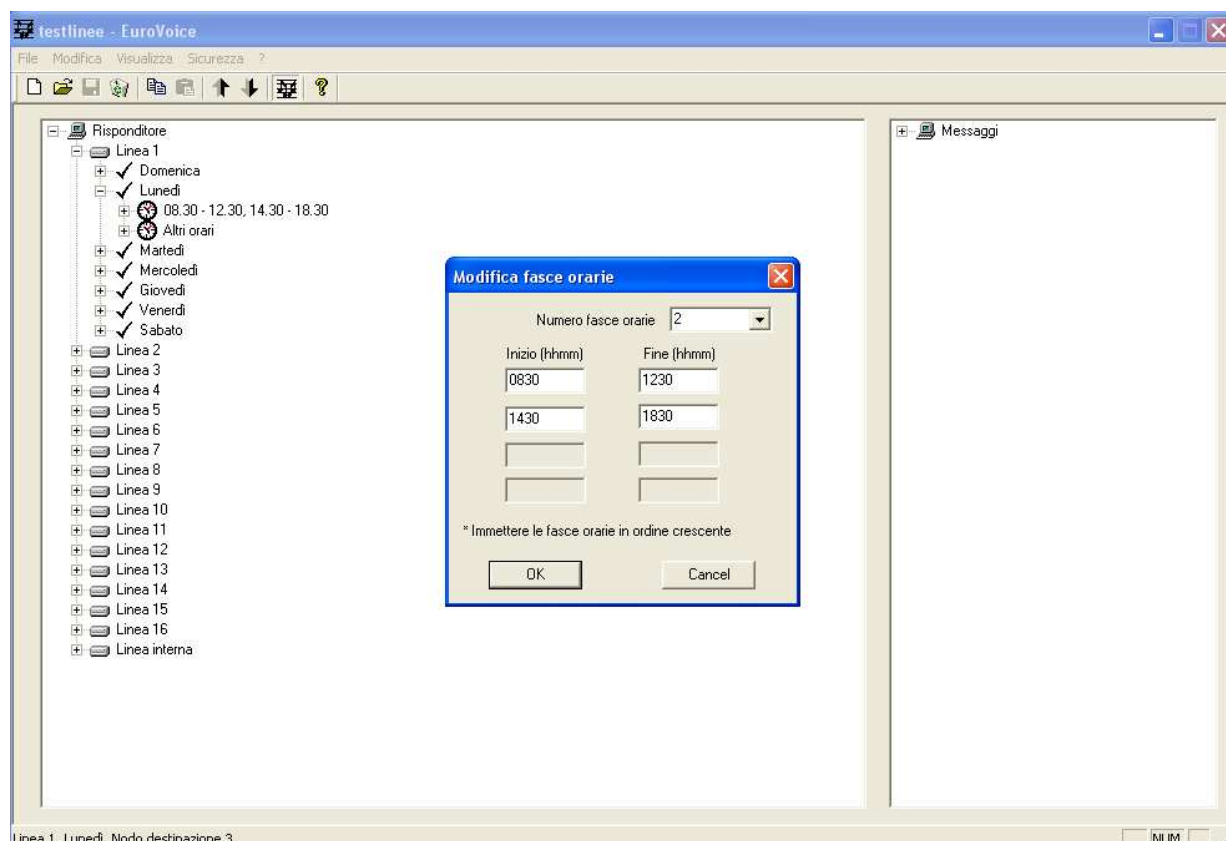 testlinee - EuroVoice
File Modifica Visualizza Sicurezza ?
Risponditore
Linea 1
Domenica
Lunedì
08.30 - 12.30, 14.30 - 18.30
Altri orari
Martedì
Mercoledì
Giovedì
Venerdì
Sabato
Linea 2
Linea 3
Linea 4
Linea 5
Linea 6
Linea 7
Linea 8
Linea 9
Linea 10
Linea 11
Linea 12
Linea 13
Linea 14
Linea 15
Linea 16
Linea interna
Messaggi
Modifica fasce orarie
Numero fasce orarie 2
Inizio (hhmm) Fine (hhmm)
0830 1230
1430 1830
* Immettere le fasce orarie in ordine crescente
OK Cancel
Linea 1, Lunedì, Nodo destinazione 3 NUM